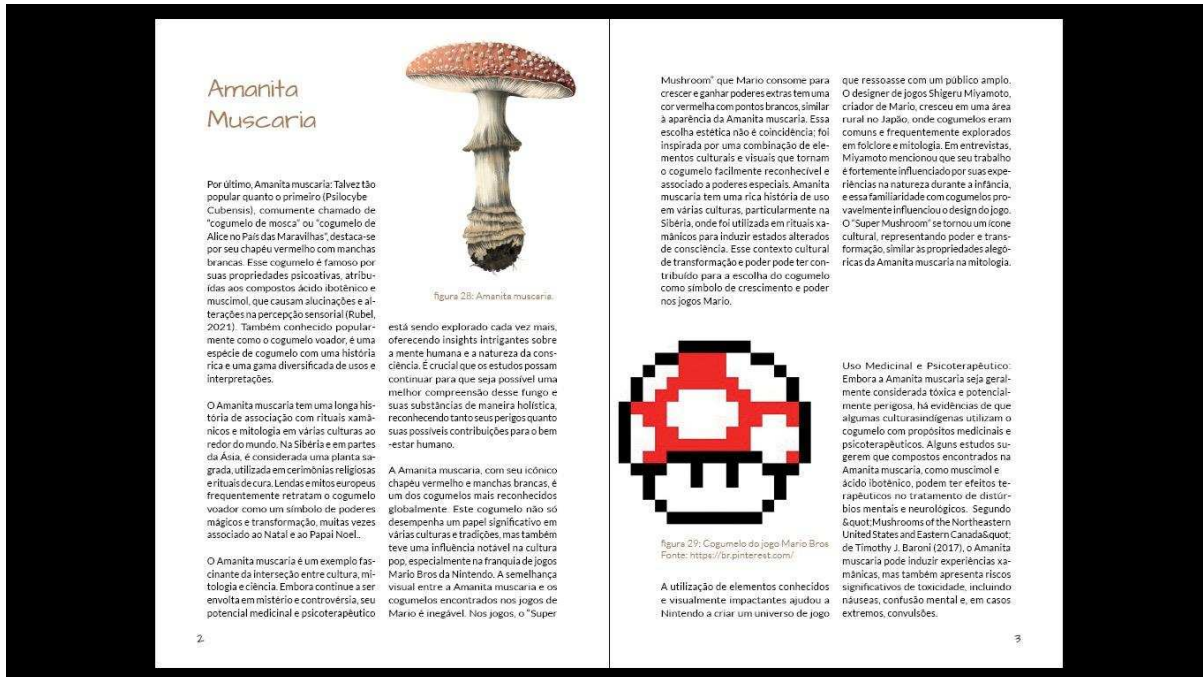 Amanita
Muscaria
Por último, Amanita muscaria: Talvez tão
popular quanto o primeiro (Psilocybe
Cubensis), comumente chamado de
"cogumelo de mosca" ou "cogumelo de
Alice no País das Maravilhas", destaca-se
por seu chapéu vermelho com manchas
brancas. Esse cogumelo é famoso por
suas propriedades psicoativas, atribu-
ídas aos compostos ácido ibotênico e
muscimol, que causam alucinações e al-
terações na percepção sensorial (Rubel,
2021). Também conhecido popular-
mente como o cogumelo voador, é uma
espécie de cogumelo com uma história
rica e uma gama diversificada de usos e
interpretações.
O Amanita muscaria tem uma longa his-
tória de associação com rituais xamâ-
nicos e mitologia em várias culturas ao
redor do mundo. Na Sibéria e em partes
da Ásia, é considerada uma planta sa-
grada, utilizada em cerimônias religiosas
e rituais de cura. Lendas e mitos europeus
frequentemente retratam o cogumelo
voador como um símbolo de poderes
mágicos e transformação, muitas vezes
associado ao Natal e ao Papai Noel..
O Amanita muscaria é um exemplo fas-
cinante da interseção entre cultura, mi-
tologia e ciência. Embora continue a ser
envolta em mistério e controvérsia, seu
potencial medicinal e psicoterapêutico
figura 28: Amanita muscaria.
está sendo explorado cada vez mais,
oferecendo insights intrigantes sobre
a mente humana e a natureza da cons-
ciência. É crucial que os estudos possam
continuar para que seja possível uma
melhor compreensão desse fungo e
suas substâncias de maneira holística,
reconhecendo tanto seus perigos quanto
suas possíveis contribuições para o bem
-estar humano.
A Amanita muscaria, com seu icônico
chapéu vermelho e manchas brancas, é
um dos cogumelos mais reconhecidos
globalmente. Este cogumelo não só
desempenha um papel significativo em
várias culturas e tradições, mas também
teve uma influência notável na cultura
pop, especialmente na franquia de jogos
Mario Bros da Nintendo. A semelhança
visual entre a Amanita muscaria e os
cogumelos encontrados nos jogos de
Mario é inegável. Nos jogos, o "Super
2
Mushroom" que Mario consome para
crescer e ganhar poderes extras tem uma
cor vermelha com pontos brancos, similar
à aparência da Amanita muscaria. Essa
escolha estética não é coincidência; foi
inspirada por uma combinação de ele-
mentos culturais e visuais que tornam
o cogumelo facilmente reconhecível e
associado a poderes especiais. Amanita
muscaria tem uma rica história de uso
em várias culturas, particularmente na
Sibéria, onde foi utilizada em rituais xa-
mânicos para induzir estados alterados
de consciência. Esse contexto cultural
de transformação e poder pode ter con-
tribuído para a escolha do cogumelo
como símbolo de crescimento e poder
nos jogos Mario.
figura 29: Cogumelo do jogo Mario Bros
Fonte: https://br.pinterest.com/
A utilização de elementos conhecidos
e visualmente impactantes ajudou a
Nintendo a criar um universo de jogo
que ressoasse com um público amplo.
O designer de jogos Shigeru Miyamoto,
criador de Mario, cresceu em uma área
rural no Japão, onde cogumelos eram
comuns e frequentemente explorados
em folclore e mitologia. Em entrevistas,
Miyamoto mencionou que seu trabalho
é fortemente influenciado por suas expe-
riências na natureza durante a infância,
e essa familiaridade com cogumelos pro-
vavelmente influenciou o design do jogo.
O "Super Mushroom" se tornou um ícone
cultural, representando poder e trans-
formação, similar às propriedades alegó-
ricas da Amanita muscaria na mitologia.
Uso Medicinal e Psicoterapêutico:
Embora a Amanita muscaria seja geral-
mente considerada tóxica e potencial-
mente perigosa, há evidências de que
algumas culturasindígenas utilizam o
cogumelo com propósitos medicinais e
psicoterapêuticos. Alguns estudos su-
gerem que compostos encontrados na
Amanita muscaria, como muscimol e
ácido ibotênico, podem ter efeitos te-
rapêuticos no tratamento de distúr-
bios mentais e neurológicos. Segundo
&quot;Mushrooms of the Northeastern
United States and Eastern Canada&quot;
de Timothy J. Baroni (2017), o Amanita
muscaria pode induzir experiências xa-
mânicas, mas também apresenta riscos
significativos de toxicidade, incluindo
náuseas, confusão mental e, em casos
extremos, convulsões.
3